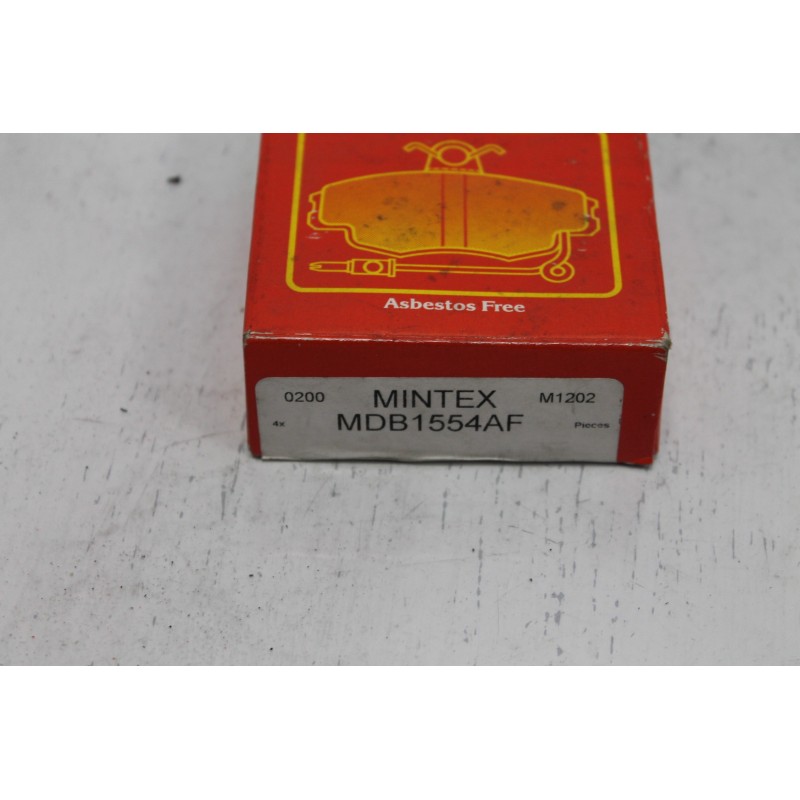 Asbestos Free
0200 MINTEX M1202
4x MDB1554AF Pieces